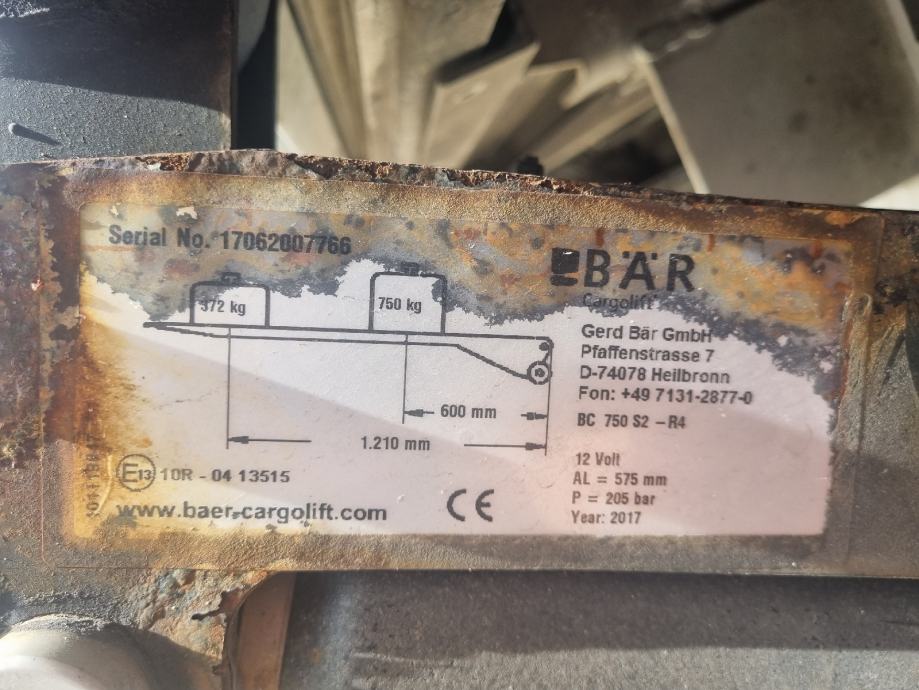 Serial No. 17062007766
BÄR
Cargolift
372 kg
750 kg
Gerd Bär GmbH
Pfaffenstrasse 7
D-74078 Heilbronn
Fon: +49 7131-2877-0
600 mm
BC 750 S2 - R4
1.210 mm
12 Volt
E13 10R - 04 13515
AL = 575 mm
P = 205 bar
www.baer-cargolift.com
CE
Year: 2017